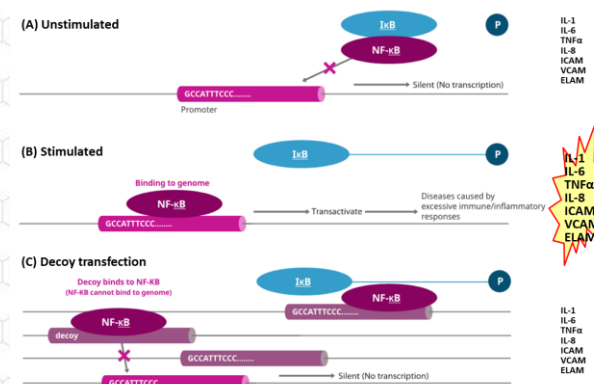 (A) Unstimulated
IκB
P
NF-κB
GCCATTTCCC........
Silent (No transcription)
Promoter
IL-1
IL-6
TNFα
IL-8
ICAM
VCAM
ELAM
(B) Stimulated
IκB
P
Binding to genome
NF-κB
GCCATTTCCC........
Transactivate
Diseases caused by
excessive immune/inflammatory
responses
IL-1
IL-6
TNFα
IL-8
ICAM
VCAM
ELAM
(C) Decoy transfection
Decoy binds to NF-KB
(NF-KB cannot bind to genome)
IκB
P
NF-κB
GCCATTTCCC........
NF-κB
decoy
GCCATTTCCC........
Silent (No transcription)
GCCATTTCCC........
IL-1
IL-6
TNFα
IL-8
ICAM
VCAM
ELAM